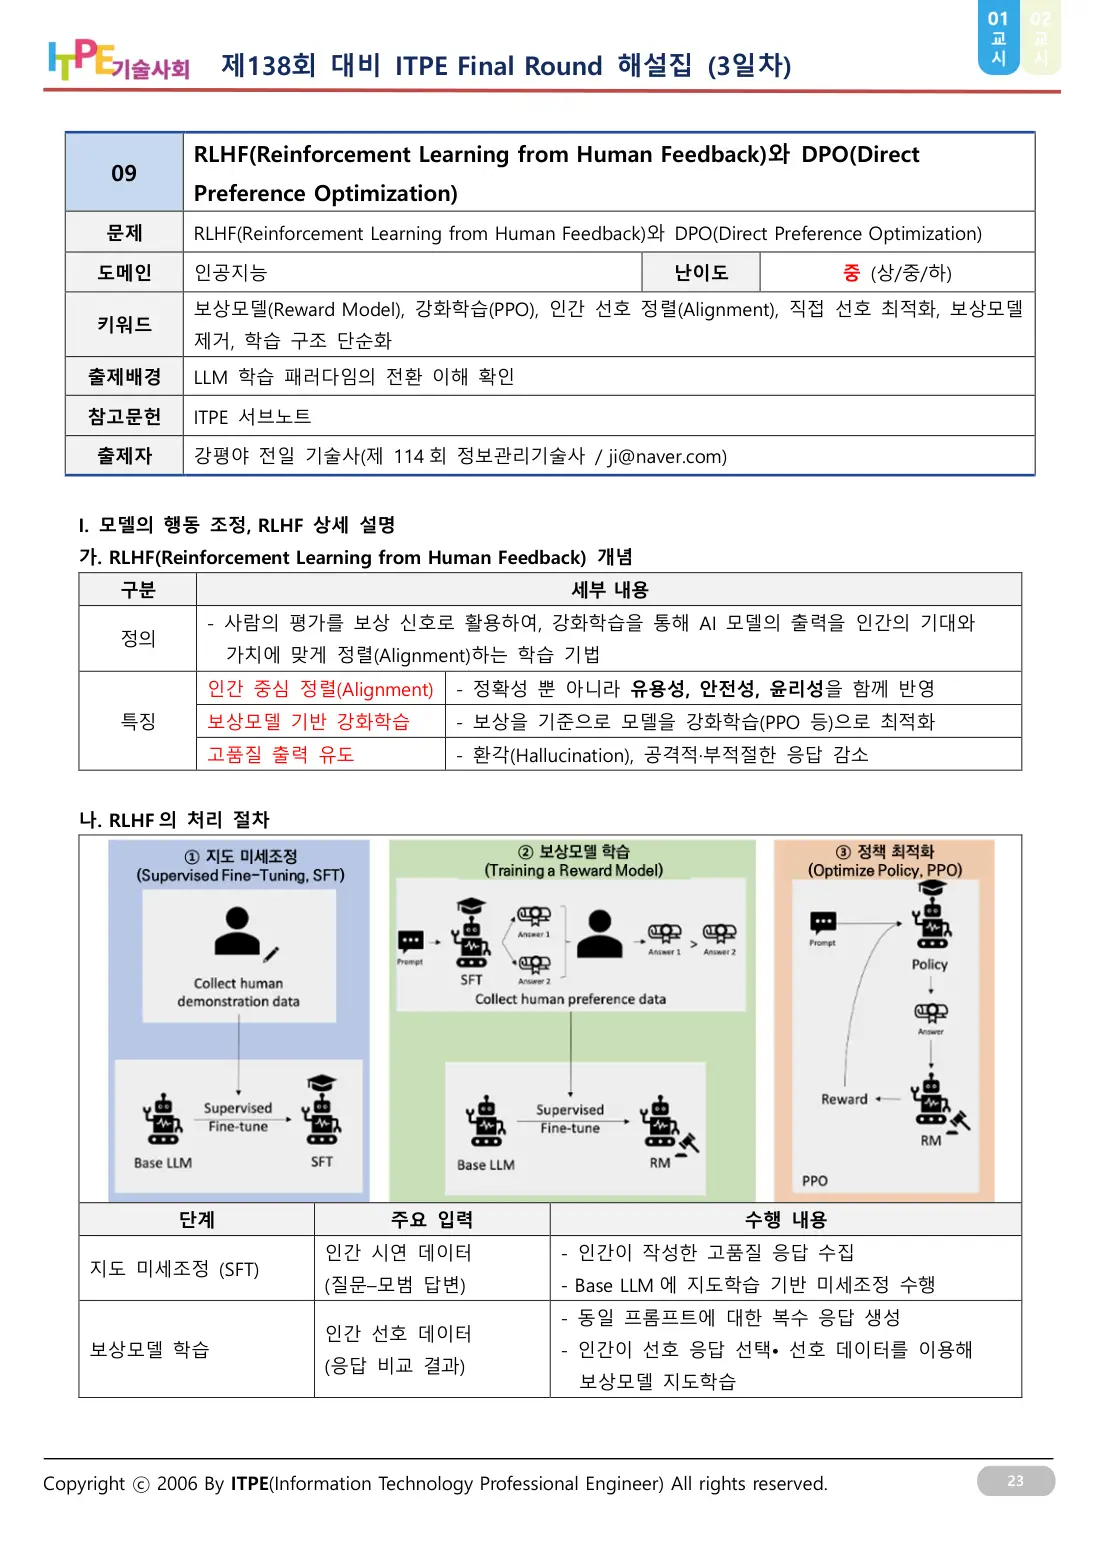 01
교
시
02
교
시
ITPE기술사회 제138회 대비 ITPE Final Round 해설집 (3일차)
09
RLHF(Reinforcement Learning from Human Feedback)와 DPO(Direct
Preference Optimization)
문제 RLHF(Reinforcement Learning from Human Feedback)와 DPO(Direct Preference Optimization)
도메인 인공지능 난이도 중 (상/중/하)
키워드
보상모델(Reward Model), 강화학습(PPO), 인간 선호 정렬(Alignment), 직접 선호 최적화, 보상모델
제거, 학습 구조 단순화
출제배경 LLM 학습 패러다임의 전환 이해 확인
참고문헌 ITPE 서브노트
출제자 강평야 전일 기술사(제 114회 정보관리기술사 / ji@naver.com)
I. 모델의 행동 조정, RLHF 상세 설명
가. RLHF(Reinforcement Learning from Human Feedback) 개념
구분 세부 내용
정의
- 사람의 평가를 보상 신호로 활용하여, 강화학습을 통해 AI 모델의 출력을 인간의 기대와
가치에 맞게 정렬(Alignment)하는 학습 기법
특징
인간 중심 정렬(Alignment) - 정확성 뿐 아니라 유용성, 안전성, 윤리성을 함께 반영
보상모델 기반 강화학습 - 보상을 기준으로 모델을 강화학습(PPO 등)으로 최적화
고품질 출력 유도 - 환각(Hallucination), 공격적·부적절한 응답 감소
나. RLHF의 처리 절차
① 지도 미세조정
(Supervised Fine-Tuning, SFT)
Collect human
demonstration data
Supervised
Fine-tune
Base LLM SFT
② 보상모델 학습
(Training a Reward Model)
Prompt
SFT
Answer 1
Answer 2
Answer 1 > Answer 2
Collect human preference data
Supervised
Fine-tune
Base LLM RM
③ 정책 최적화
(Optimize Policy, PPO)
Prompt
Policy
Answer
Reward
RM
PPO
단계 주요 입력 수행 내용
지도 미세조정 (SFT)
인간 시연 데이터
(질문–모범 답변)
- 인간이 작성한 고품질 응답 수집
- Base LLM에 지도학습 기반 미세조정 수행
보상모델 학습
인간 선호 데이터
(응답 비교 결과)
- 동일 프롬프트에 대한 복수 응답 생성
- 인간이 선호 응답 선택• 선호 데이터를 이용해
보상모델 지도학습
Copyright ⓒ 2006 By ITPE(Information Technology Professional Engineer) All rights reserved.
23